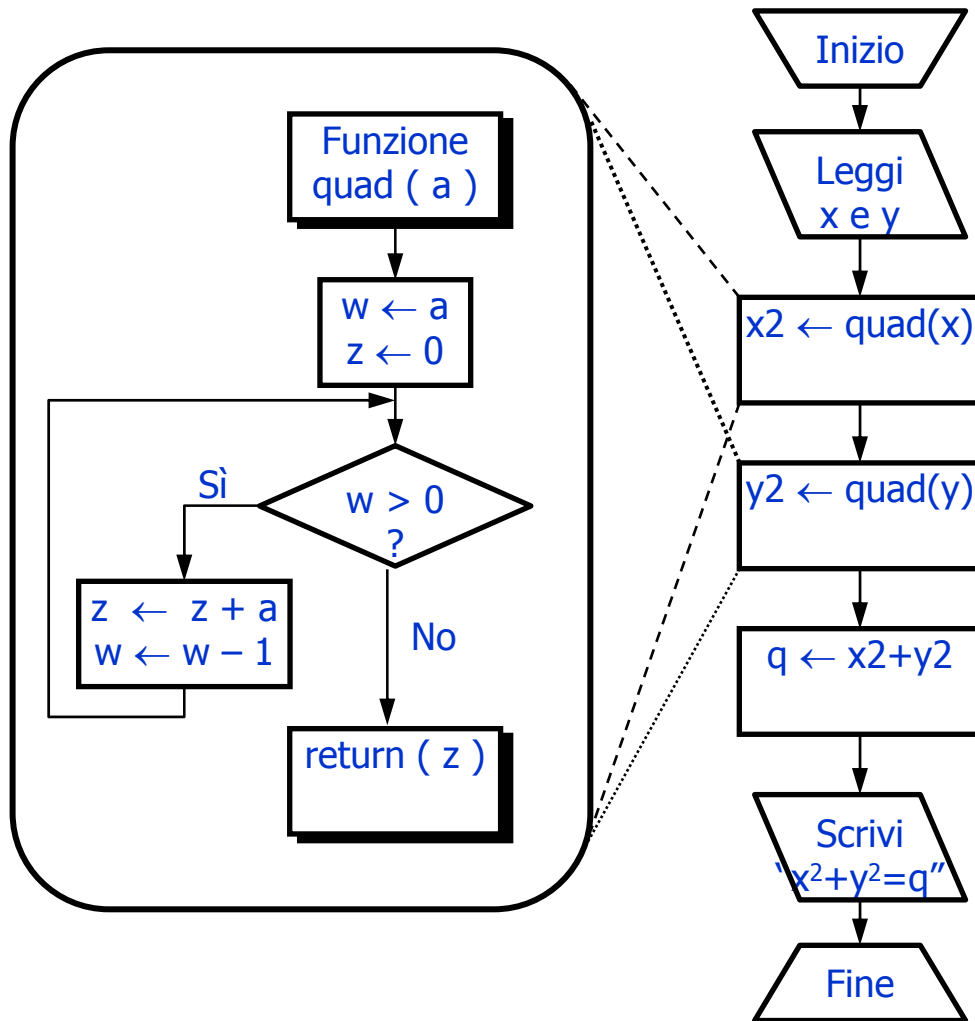 Funzione
quad ( a )
w ← a
z ← 0
w > 0
?
Sì
z ← z + a
w ← w – 1
No
return ( z )
Inizio
Leggi
x e y
x2 ← quad(x)
y2 ← quad(y)
q ← x2+y2
Scrivi
“x²+y²=q”
Fine